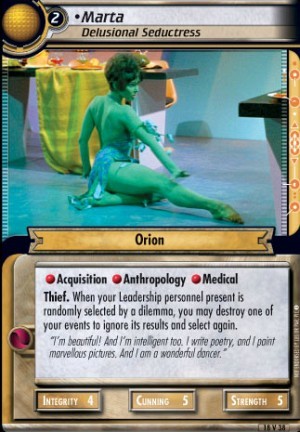 2 •Marta
Delusional Seductress
Orion
Acquisition Anthropology Medical
Thief. When your Leadership personnel present is
randomly selected by a dilemma, you may destroy one of
your events to ignore its results and select again.
"I'm beautiful! And I'm intelligent too. I write poetry, and I paint
marvellous pictures. And I am a wonderful dancer."
INTEGRITY 4 CUNNING 5 STRENGTH 5
18 V 38